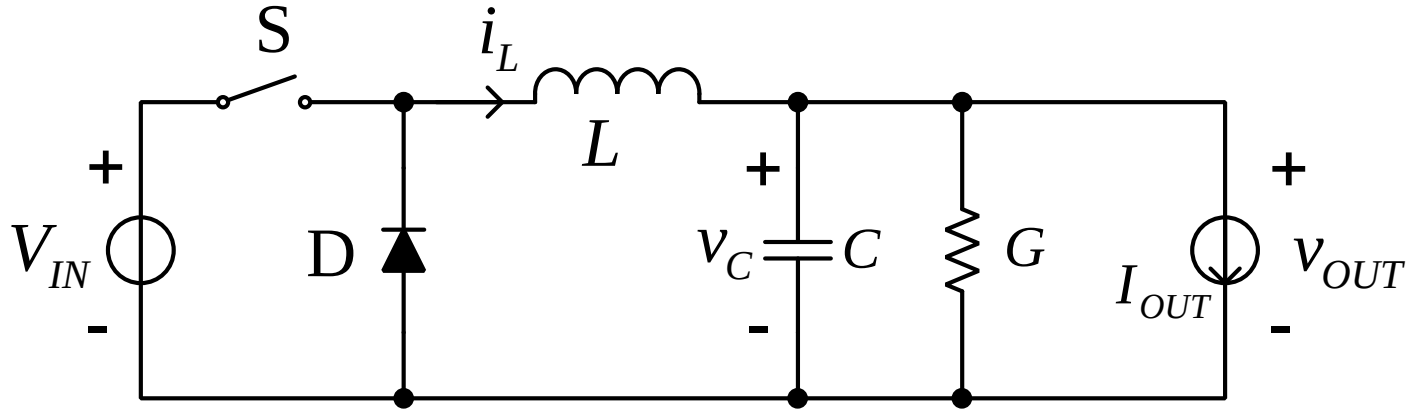 S
i_L
L
+
+
+
V_IN
D
v_C
C
G
I_OUT
v_OUT
-
-
-